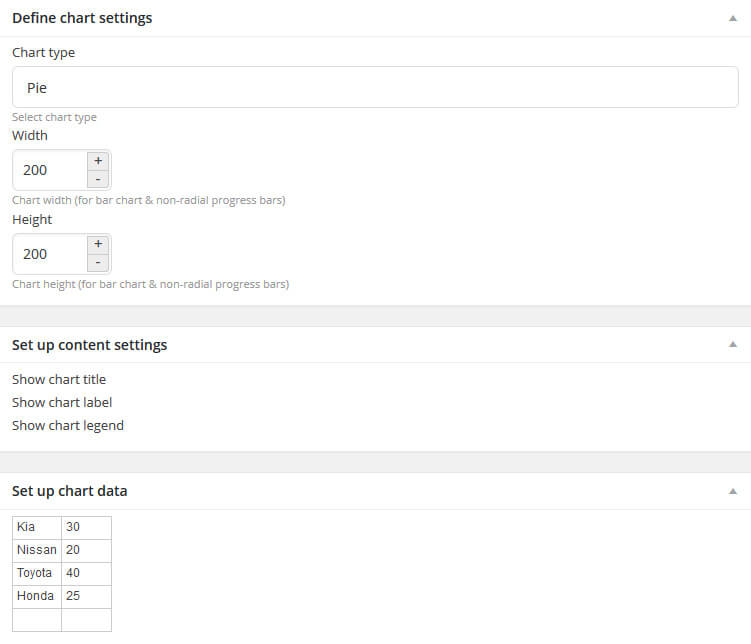 Define chart settings
Chart type
Pie
Select chart type
Width
200 + -
Chart width (for bar chart & non-radial progress bars)
Height
200 + -
Chart height (for bar chart & non-radial progress bars)
Set up content settings
Show chart title
Show chart label
Show chart legend
Set up chart data
Kia 30
Nissan 20
Toyota 40
Honda 25